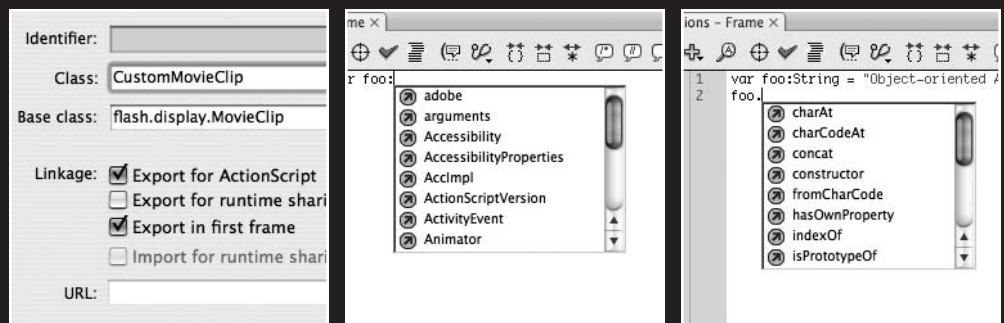 Identifier:
Class: CustomMovieClip
Base class: flash.display.MovieClip
Linkage: Export for ActionScript
Export for runtime shari
Export in first frame
Import for runtime shari
URL:
me ×
r foo:
adobe
arguments
Accessibility
AccessibilityProperties
AccImpl
ActionScriptVersion
ActivityEvent
Animator
ions - Frame ×
1 var foo:String = "Object-oriented A
2 foo.
charAt
charCodeAt
concat
constructor
fromCharCode
hasOwnProperty
indexOf
isPrototypeOf